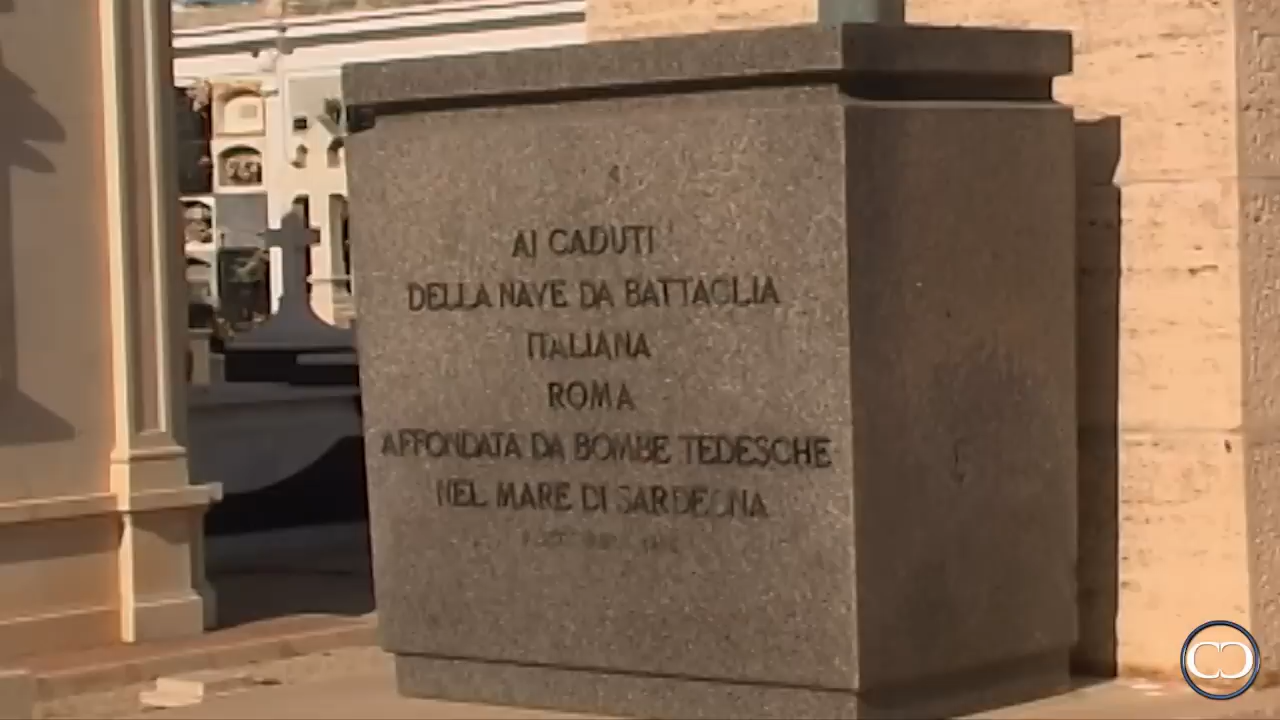 AI CADUTI
DELLA NAVE DA BATTAGLIA
ITALIANA
ROMA
AFFONDATA DA BOMBE TEDESCHE
NEL MARE DI SARDEGNA